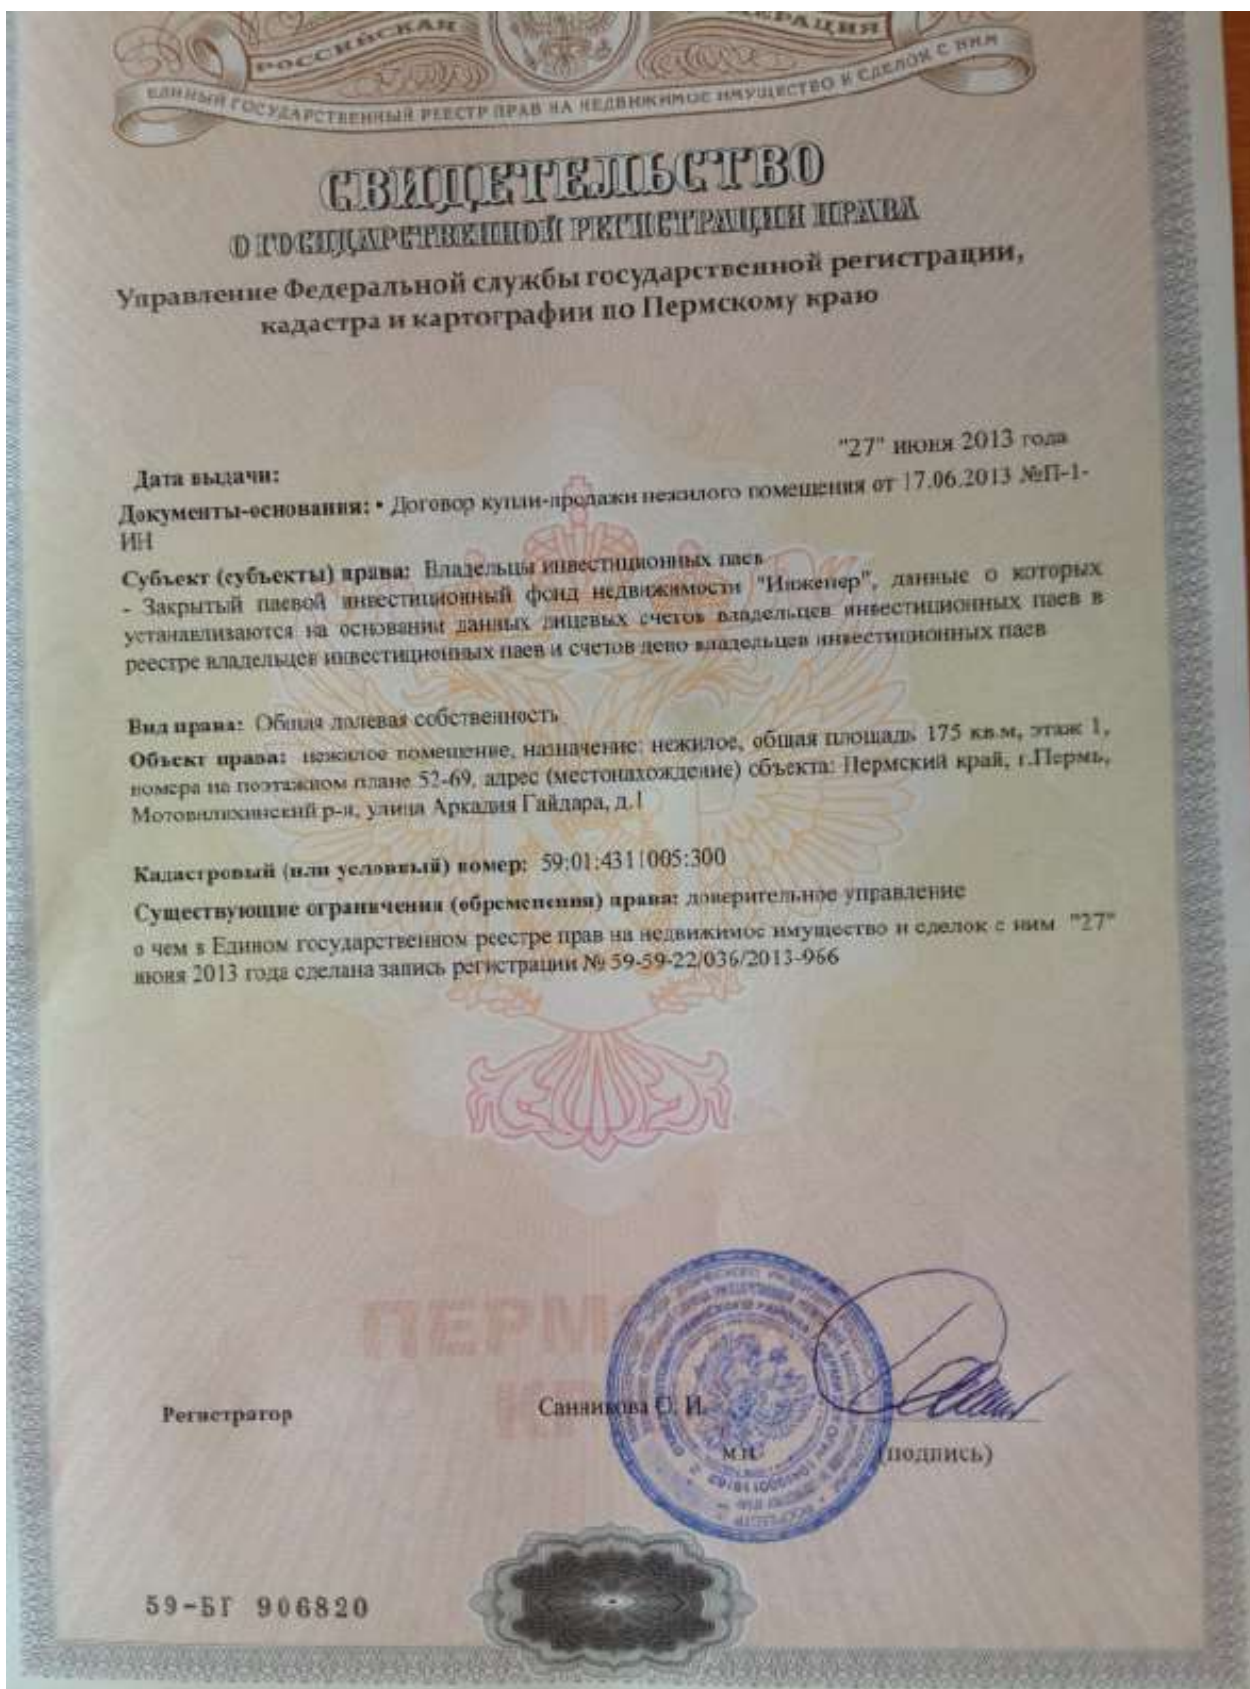 РОССИЙСКАЯ ФЕДЕРАЦИЯ
ЕДИНЫЙ ГОСУДАРСТВЕННЫЙ РЕЕСТР ПРАВ НА НЕДВИЖИМОЕ ИМУЩЕСТВО И СДЕЛОК С НИМ
СВИДЕТЕЛЬСТВО
О ГОСУДАРСТВЕННОЙ РЕГИСТРАЦИИ ПРАВА
Управление Федеральной службы государственной регистрации,
кадастра и картографии по Пермскому краю
"27" июня 2013 года
Дата выдачи:
Документы-основания: • Договор купли-продажи нежилого помещения от 17.06.2013 №П-1-
ИН
Субъект (субъекты) права: Владельцы инвестиционных паев
- Закрытый паевой инвестиционный фонд недвижимости "Инженер", данные о которых
устанавливаются на основании данных лицевых счетов владельцев инвестиционных паев в
реестре владельцев инвестиционных паев и счетов депо владельцев инвестиционных паев
Вид права: Общая долевая собственность
Объект права: нежилое помещение, назначение: нежилое, общая площадь 175 кв.м, этаж 1,
номера на поэтажном плане 52-69, адрес (местонахождение) объекта: Пермский край, г.Пермь,
Мотовилихинский р-н, улица Аркадия Гайдара, д.1
Кадастровый (или условный) номер: 59:01:4311005:300
Существующие ограничения (обременения) права: доверительное управление
о чем в Едином государственном реестре прав на недвижимое имущество и сделок с ним "27"
июня 2013 года сделана запись регистрации № 59-59-22/036/2013-966
ПЕРМ
КР
Регистратор Санникова О. И.
м.п. (подпись)
59-БГ 906820